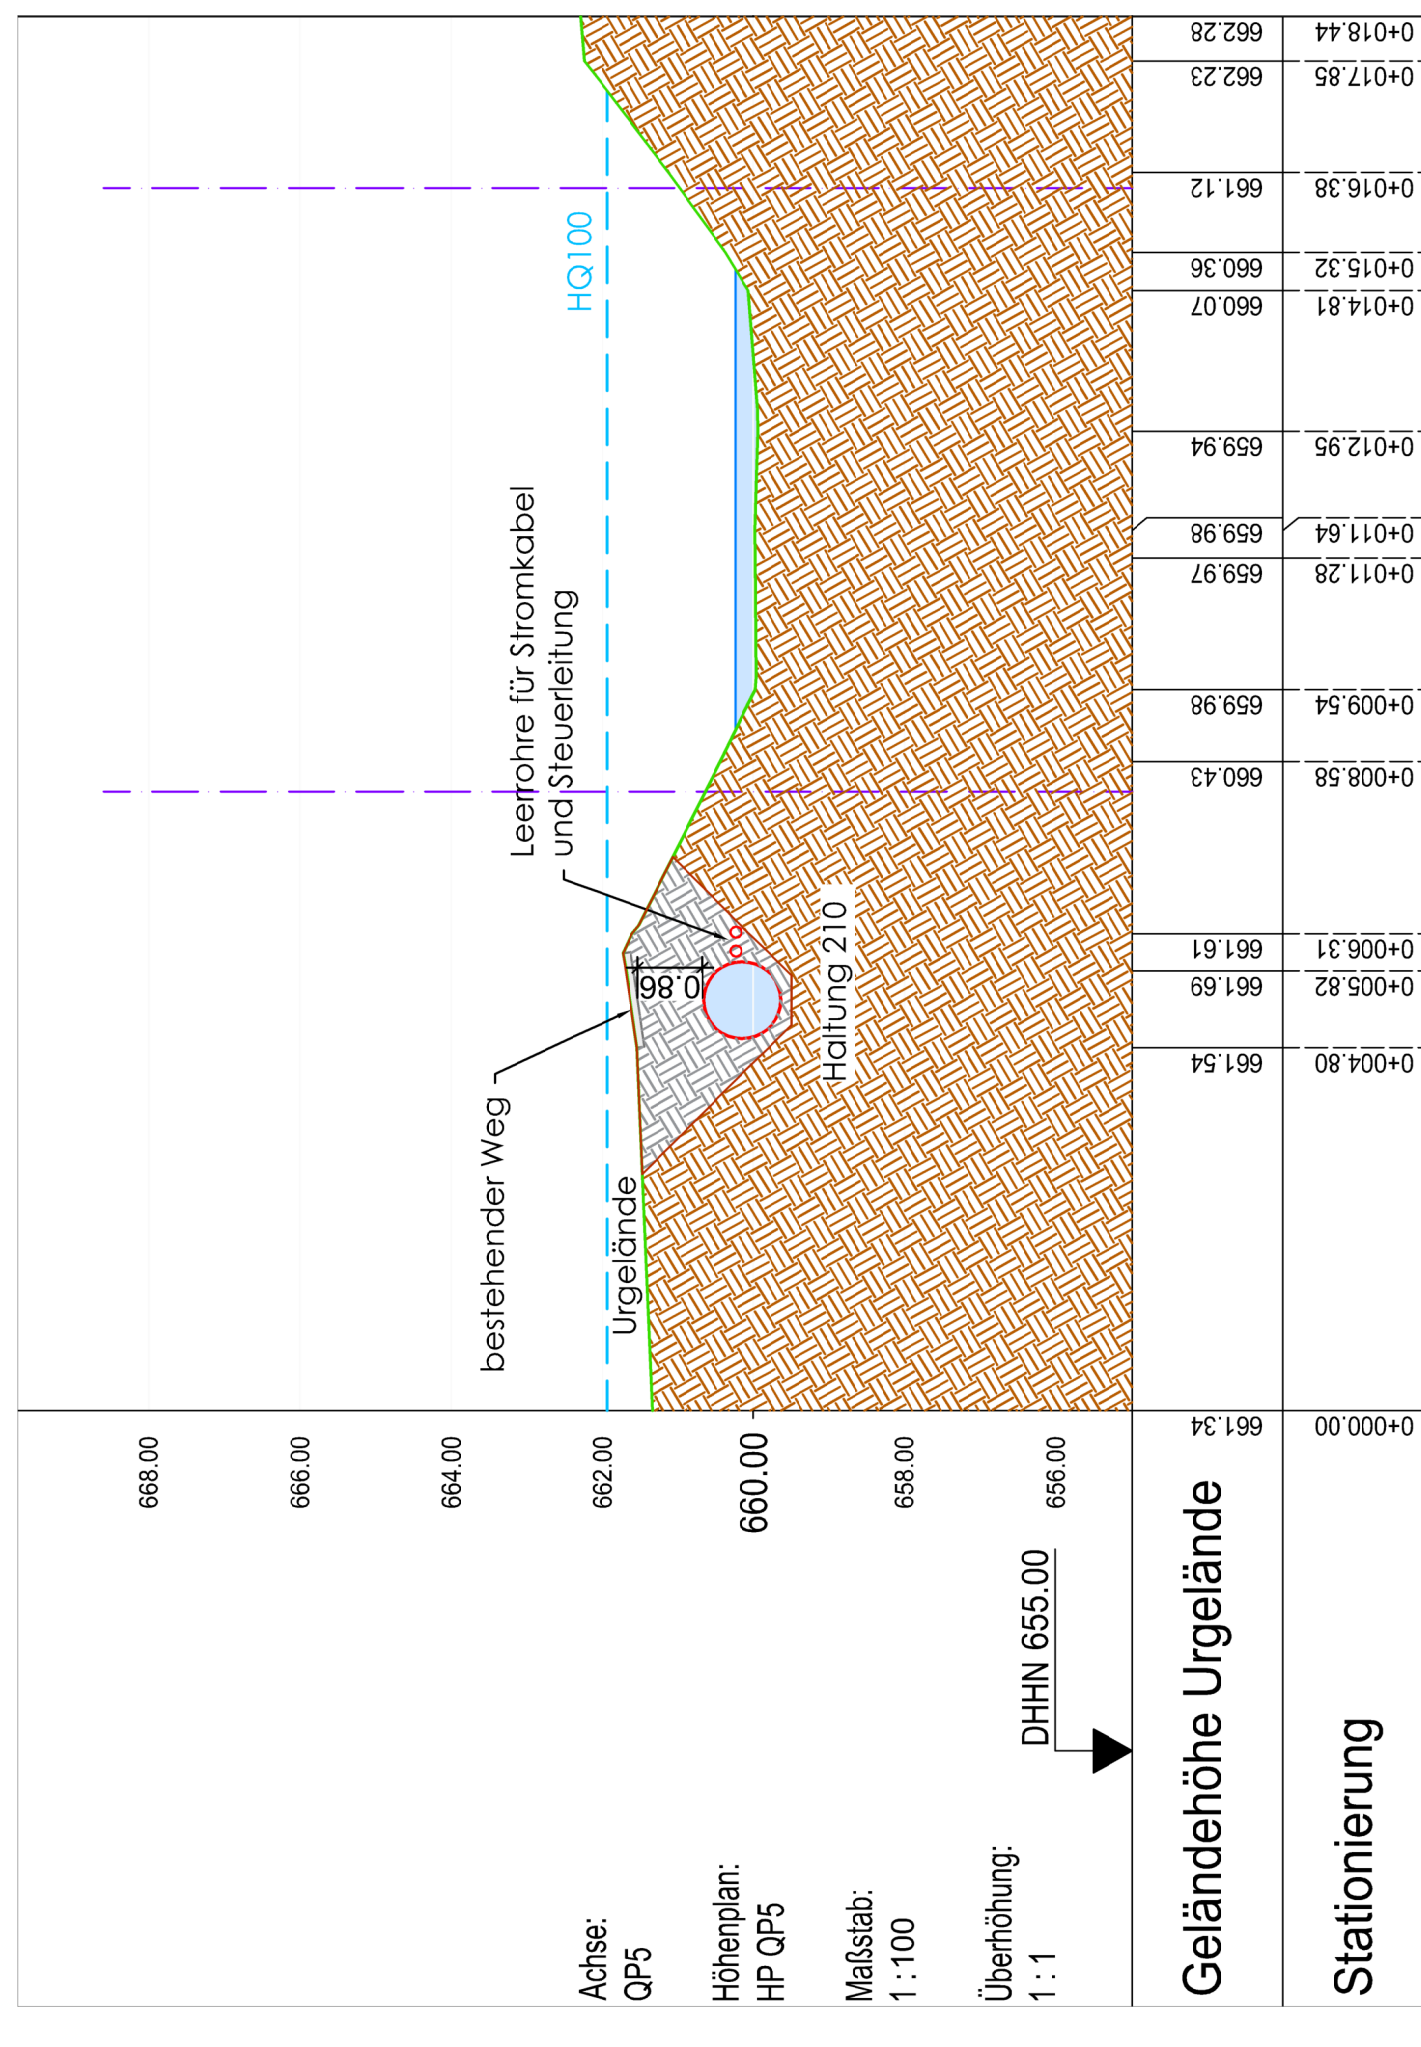 668.00
666.00
664.00
662.00
660.00
658.00
656.00
HQ100
Leerrohre für Stromkabel
und Steuerleitung
bestehender Weg
Urgelände
0.86
Haltung 210
DHHN 655.00
Achse:
QP5
Höhenplan:
HP QP5
Maßstab:
1 : 100
Überhöhung:
1 : 1
Geländehöhe Urgelände
661.34
661.54
661.69
661.61
660.43
659.98
659.97
659.98
659.94
660.07
660.36
661.12
662.23
662.28
Stationierung
0+000.00
0+004.80
0+005.82
0+006.31
0+008.58
0+009.54
0+011.28
0+011.64
0+012.95
0+014.81
0+015.32
0+016.38
0+017.85
0+018.44